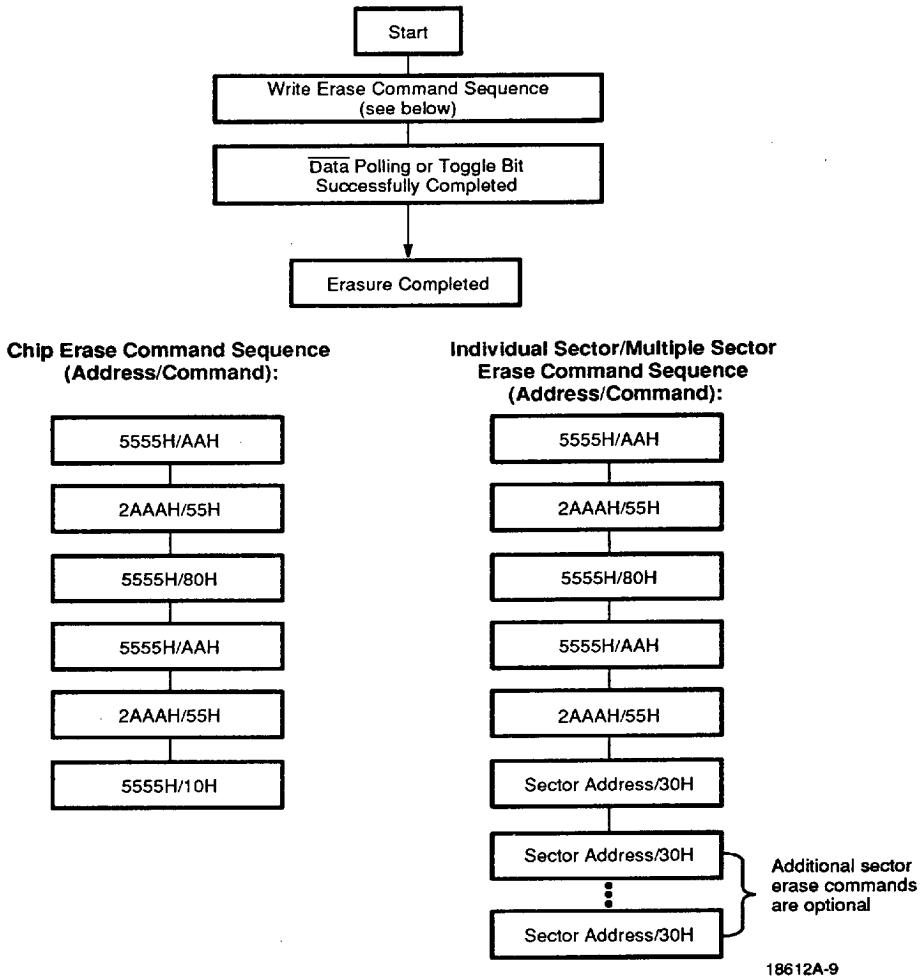 Start
Write Erase Command Sequence
(see below)
Data Polling or Toggle Bit
Successfully Completed
Erasure Completed
Chip Erase Command Sequence
(Address/Command):
5555H/AAH
2AAAH/55H
5555H/80H
5555H/AAH
2AAAH/55H
5555H/10H
Individual Sector/Multiple Sector
Erase Command Sequence
(Address/Command):
5555H/AAH
2AAAH/55H
5555H/80H
5555H/AAH
2AAAH/55H
Sector Address/30H
Sector Address/30H
Sector Address/30H
Additional sector
erase commands
are optional
18612A-9